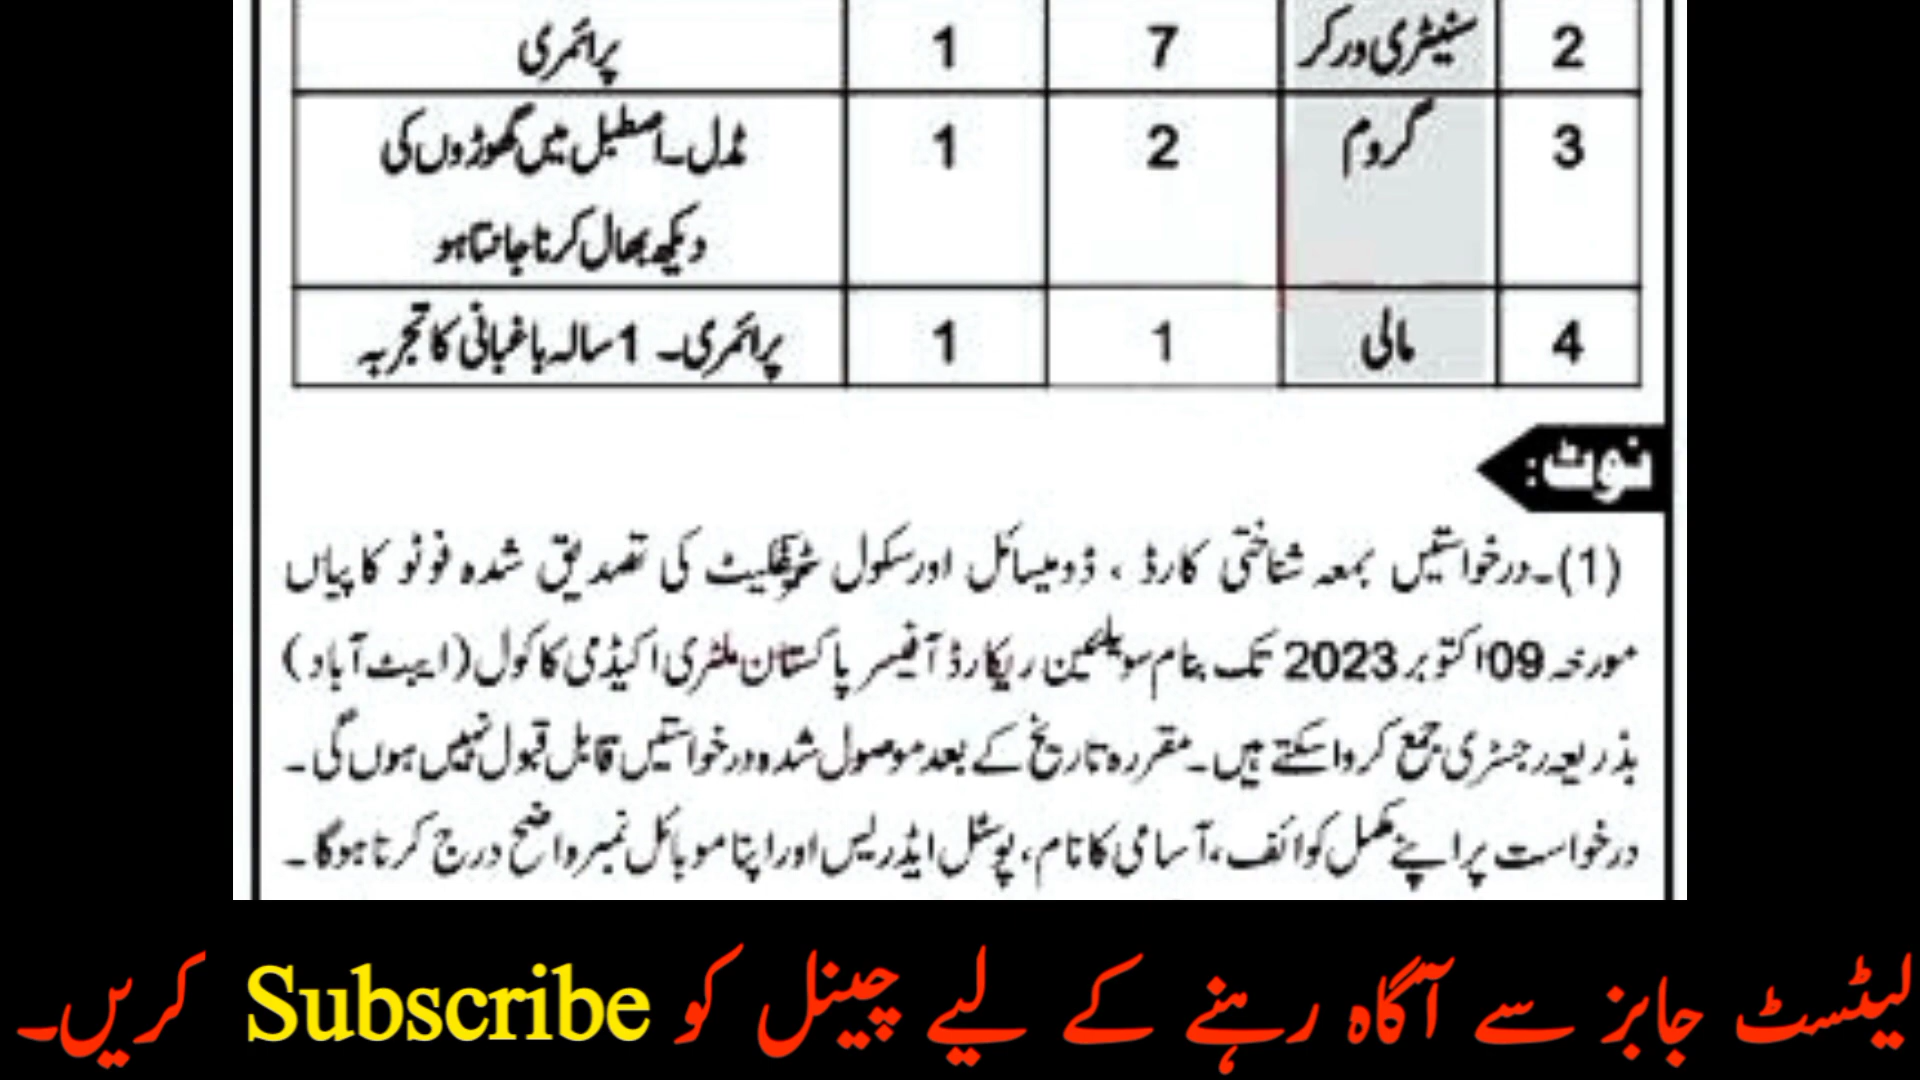 2 سنیٹری ورکر 7 1 پرائمری
3 گروم 2 1 مڈل۔اصطبل میں گھوڑوں کی
دیکھ بھال کرنا جانتا ہو
4 مالی 1 1 پرائمری۔ 1 سالہ باغبانی کا تجربہ
نوٹ:
(1)۔درخواستیں بمعہ شناختی کارڈ ، ڈومیسائل اور سکول سرٹیفکیٹ کی تصدیق شدہ فوٹو کاپیاں
مورخہ 09 اکتوبر 2023 تک بنام سویلین ریکارڈ آفیسر پاکستان ملٹری اکیڈمی کاکول (ایبٹ آباد)
بذریعہ رجسٹری جمع کروا سکتے ہیں۔مقررہ تاریخ کے بعد موصول شدہ درخواستیں قابل قبول نہیں ہوں گی۔
درخواست پر اپنے مکمل کوائف ، آسامی کا نام ، پوسٹل ایڈریس اور اپنا موبائل نمبر واضح درج کرنا ہوگا۔
لیٹسٹ جابز سے آگاہ رہنے کے لیے چینل کو Subscribe کریں۔